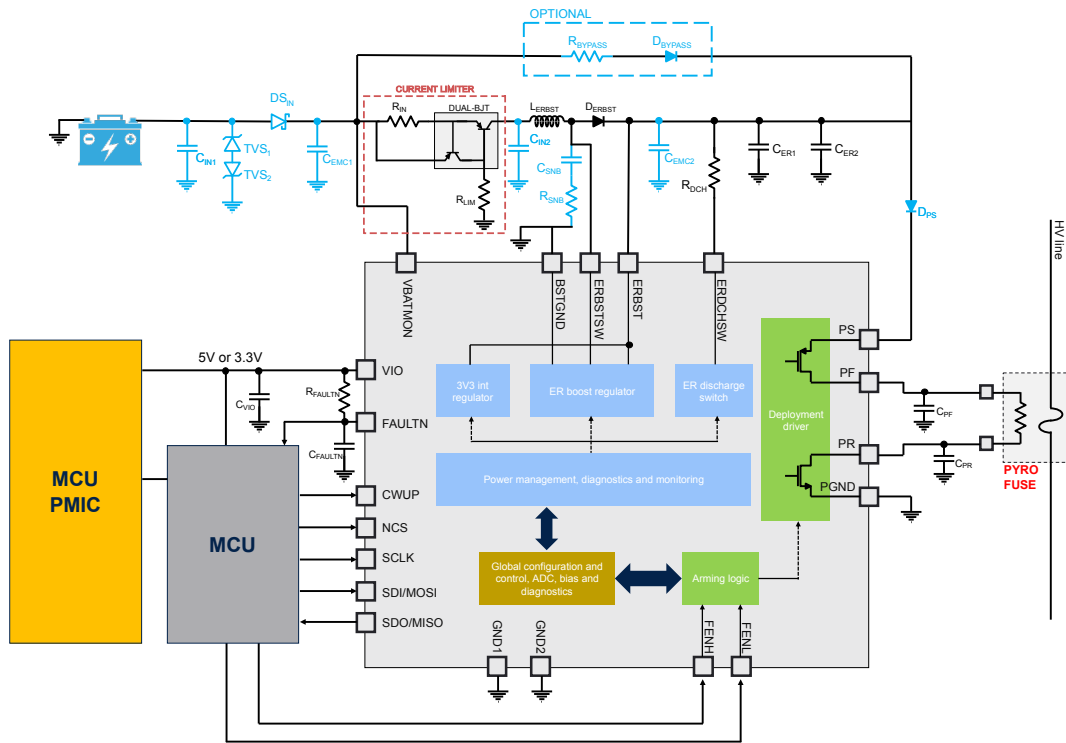 OPTIONAL
RBYPASS
DBYPASS
CURRENT LIMITER
DSIN
RIN
DUAL-BJT
LERBST
DERBST
CIN1
TVS1
TVS2
CEMC1
CIN2
CSNB
RSNB
CEMC2
CER1
CER2
RDCH
RLIM
DPS
HV line
VBATMON
BSTGND
ERBSTSW
ERBST
ERDCHSW
PS
5V or 3.3V
VIO
3V3 int regulator
ER boost regulator
ER discharge switch
PF
RFAULTN
CVIO
CPF
Deployment driver
FAULTN
CFAULTN
PR
CPR
PYRO FUSE
MCU PMIC
Power management, diagnostics and monitoring
PGND
CWUP
MCU
NCS
SCLK
Global configuration and control, ADC, bias and diagnostics
Arming logic
SDI/MOSI
SDO/MISO
GND1
GND2
FENH
FENL